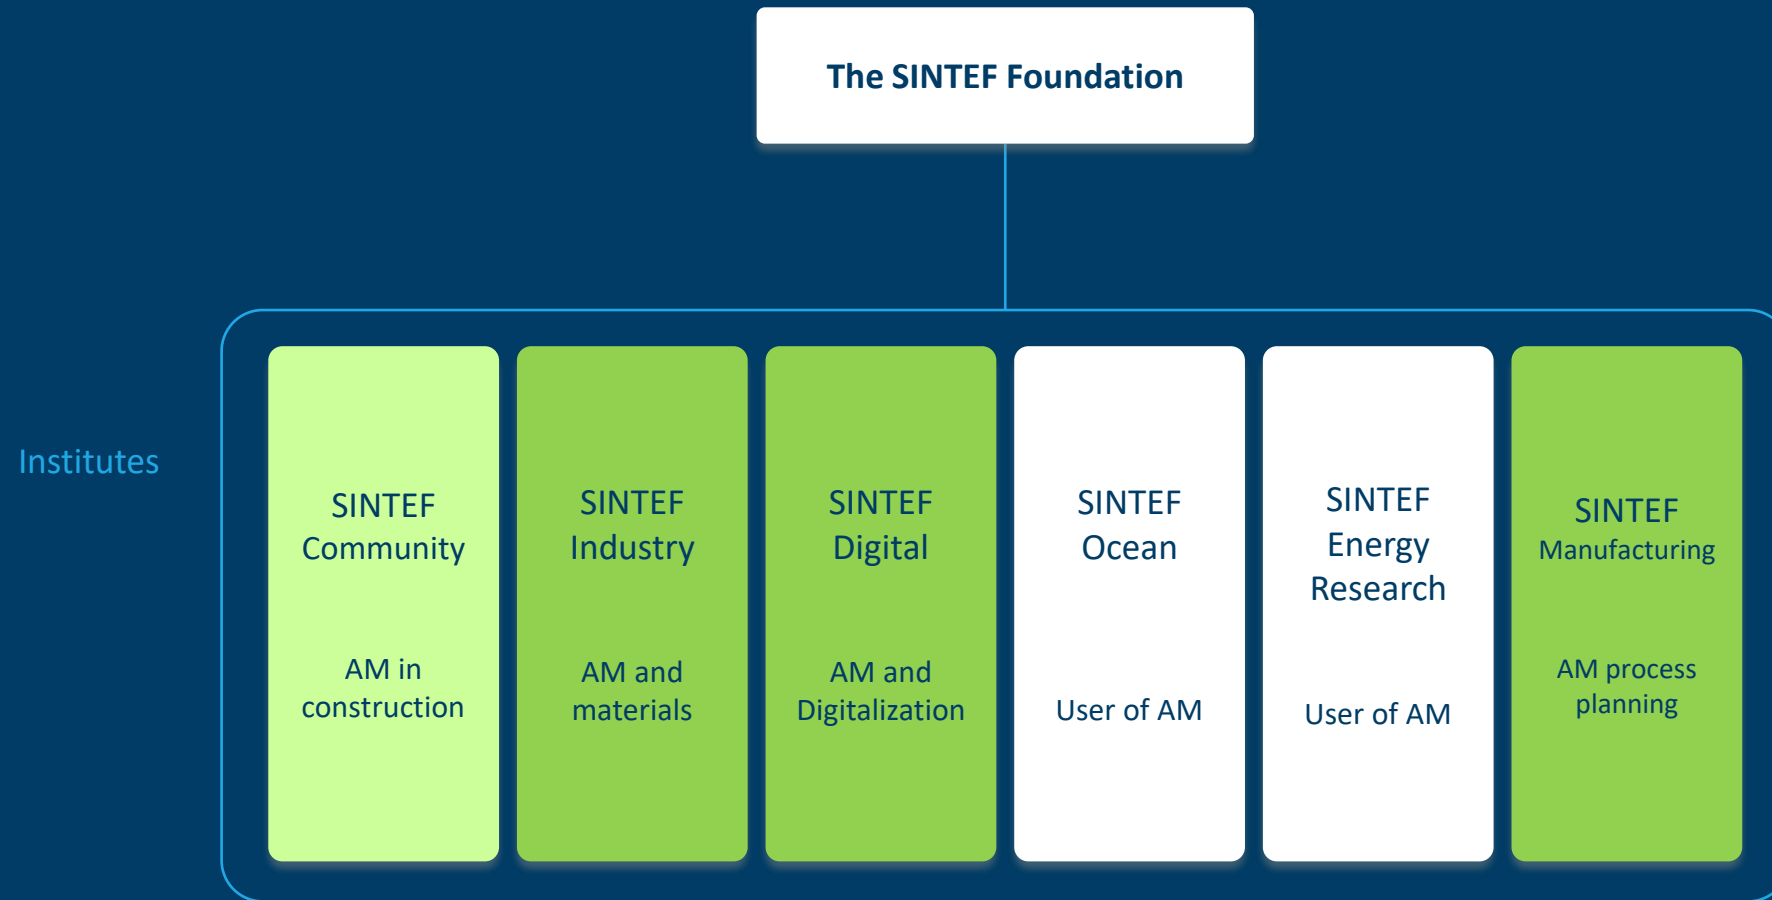 The SINTEF Foundation
Institutes
SINTEF
Community
AM in
construction
SINTEF
Industry
AM and
materials
SINTEF
Digital
AM and
Digitalization
SINTEF
Ocean
User of AM
SINTEF
Energy
Research
User of AM
SINTEF
Manufacturing
AM process
planning